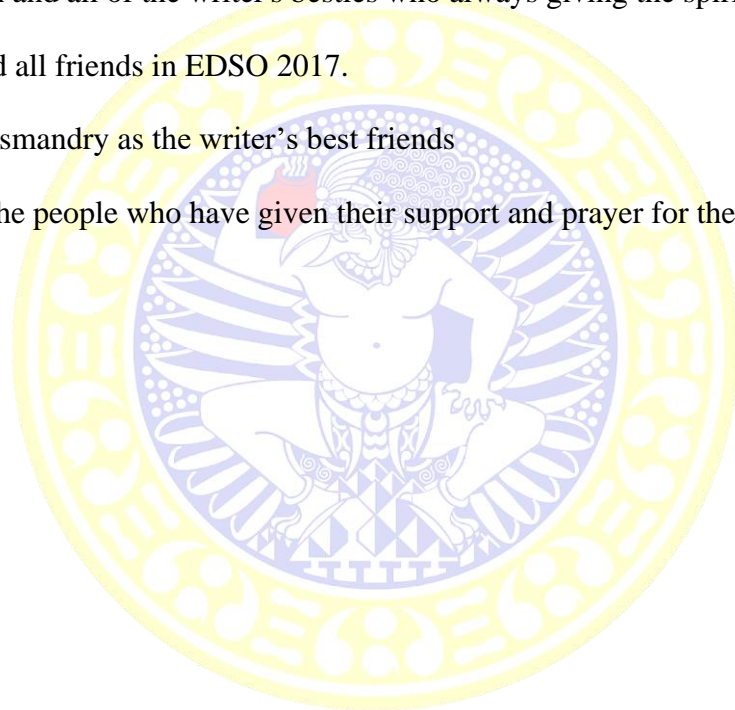 and all of the writer's besties who always giving the
all friends in EDSO 2017.
as the writer's best friends
people who have given their support and prayer for the